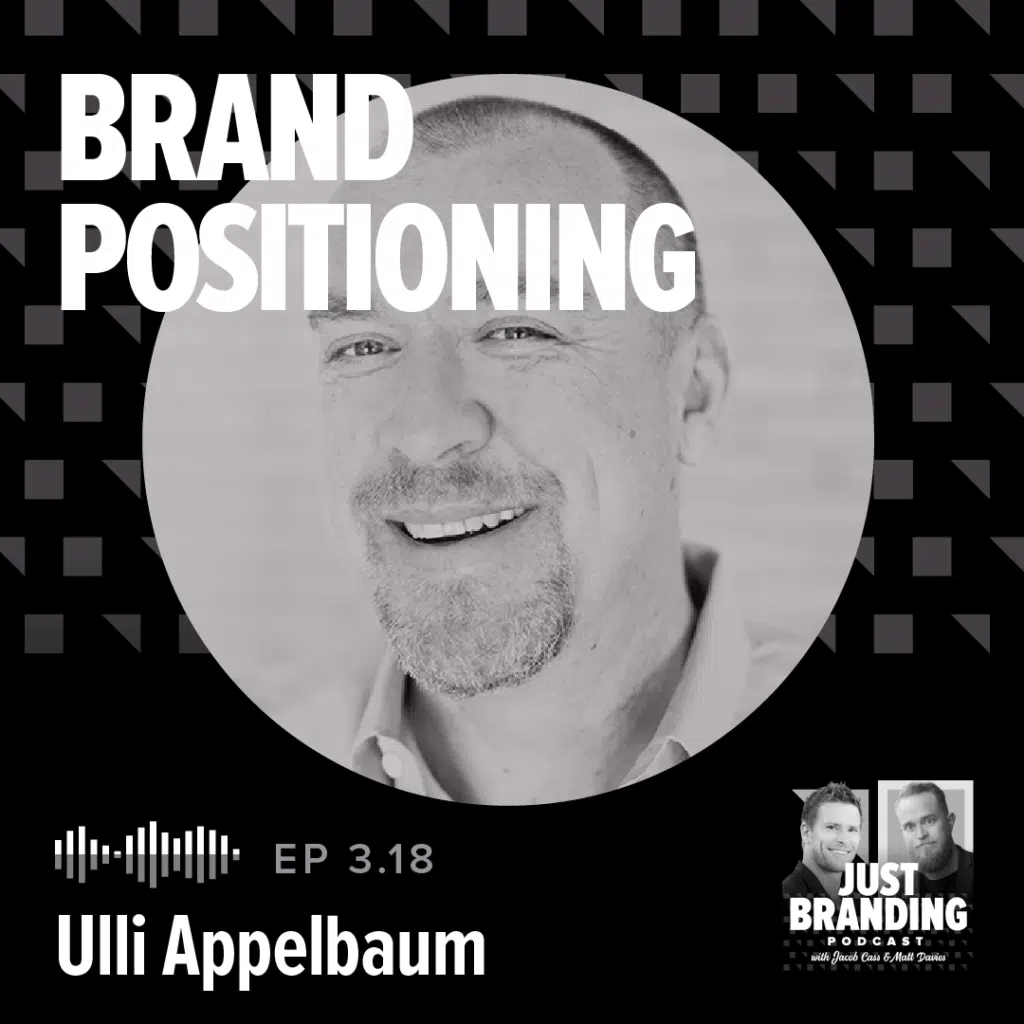 BRAND
POSITIONING
EP 3.18
Ulli Appelbaum
JUST
BRANDING
PODCAST
with Jacob Cass & Matt Davies